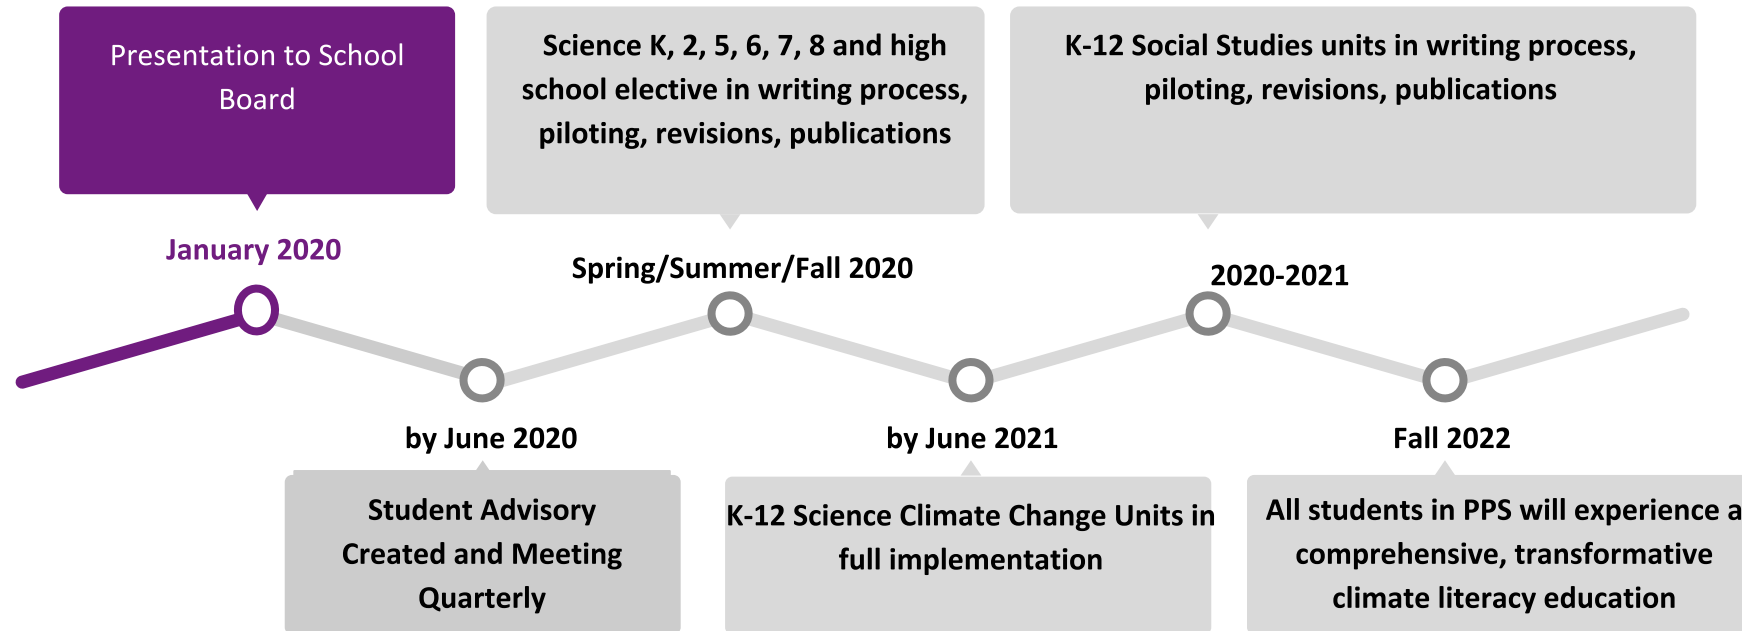 Presentation to School
Board
January 2020
Science K, 2, 5, 6, 7, 8 and high
school elective in writing process,
piloting, revisions, publications
Spring/Summer/Fall 2020
K-12 Social Studies units in writing process,
piloting, revisions, publications
2020-2021
by June 2020
Student Advisory
Created and Meeting
Quarterly
by June 2021
K-12 Science Climate Change Units in
full implementation
Fall 2022
All students in PPS will experience a
comprehensive, transformative
climate literacy education